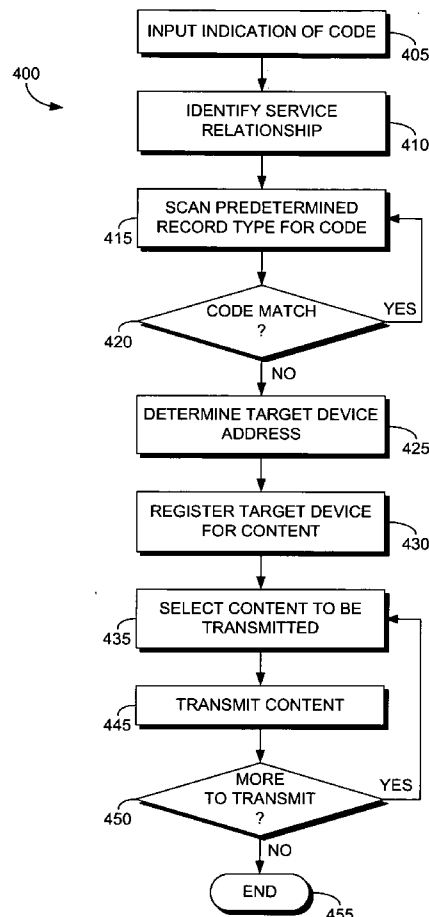 INPUT INDICATION OF CODE
405
400
IDENTIFY SERVICE
RELATIONSHIP
410
SCAN PREDETERMINED
RECORD TYPE FOR CODE
415
CODE MATCH
?
YES
420
NO
DETERMINE TARGET DEVICE
ADDRESS
425
REGISTER TARGET DEVICE
FOR CONTENT
430
SELECT CONTENT TO BE
TRANSMITTED
435
TRANSMIT CONTENT
445
MORE
TO TRANSMIT
?
YES
450
NO
END
455